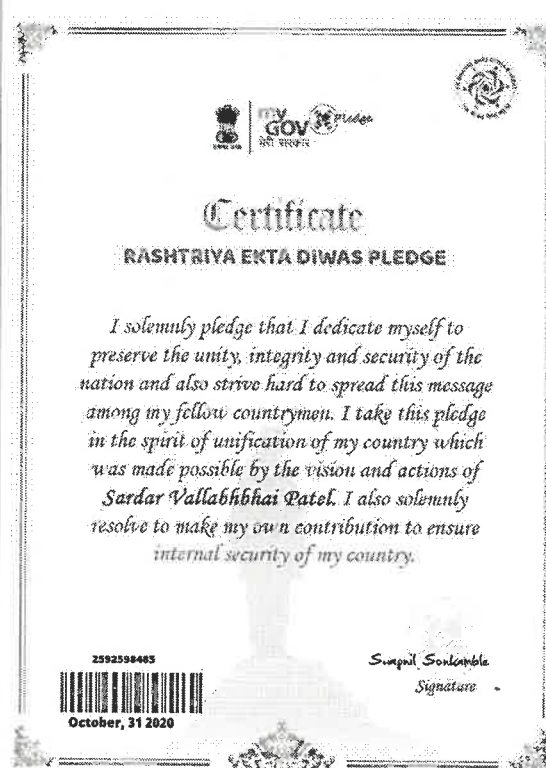 my
GOV pledge
मेरी सरकार
Certificate
RASHTRIYA EKTA DIWAS PLEDGE
I solemnly pledge that I dedicate myself to
preserve the unity, integrity and security of the
nation and also strive hard to spread this message
among my fellow countrymen. I take this pledge
in the spirit of unification of my country which
was made possible by the vision and actions of
Sardar Vallabhbhai Patel. I also solemnly
resolve to make my own contribution to ensure
internal security of my country.
2592598485
October, 31 2020
Swapnil Sonkamble
Signature